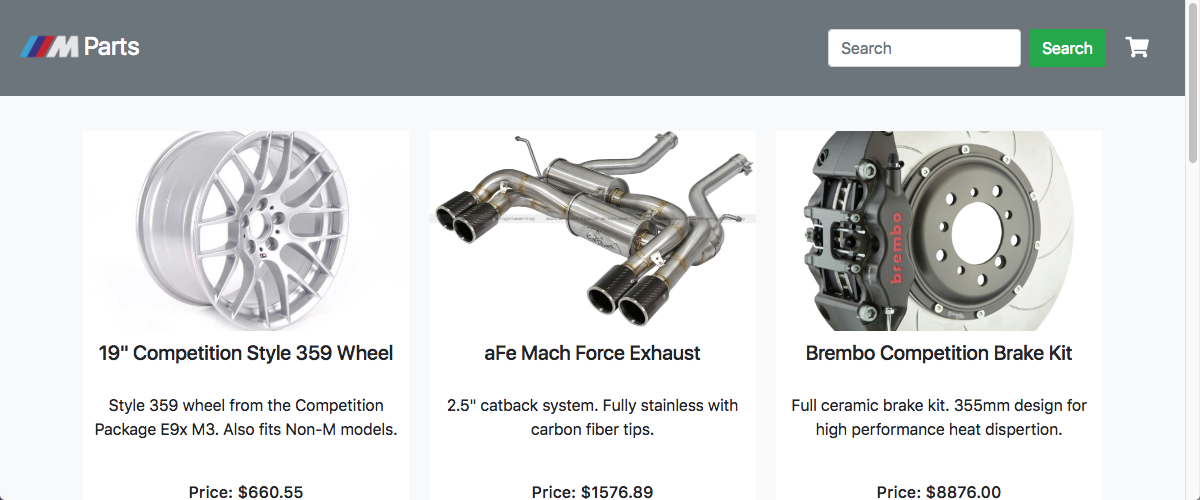 M Parts
Search
Search
19" Competition Style 359 Wheel
Style 359 wheel from the Competition
Package E9x M3. Also fits Non-M models.
Price: $660.55
aFe Mach Force Exhaust
2.5" catback system. Fully stainless with
carbon fiber tips.
Price: $1576.89
brembo
Brembo Competition Brake Kit
Full ceramic brake kit. 355mm design for
high performance heat dispertion.
Price: $8876.00